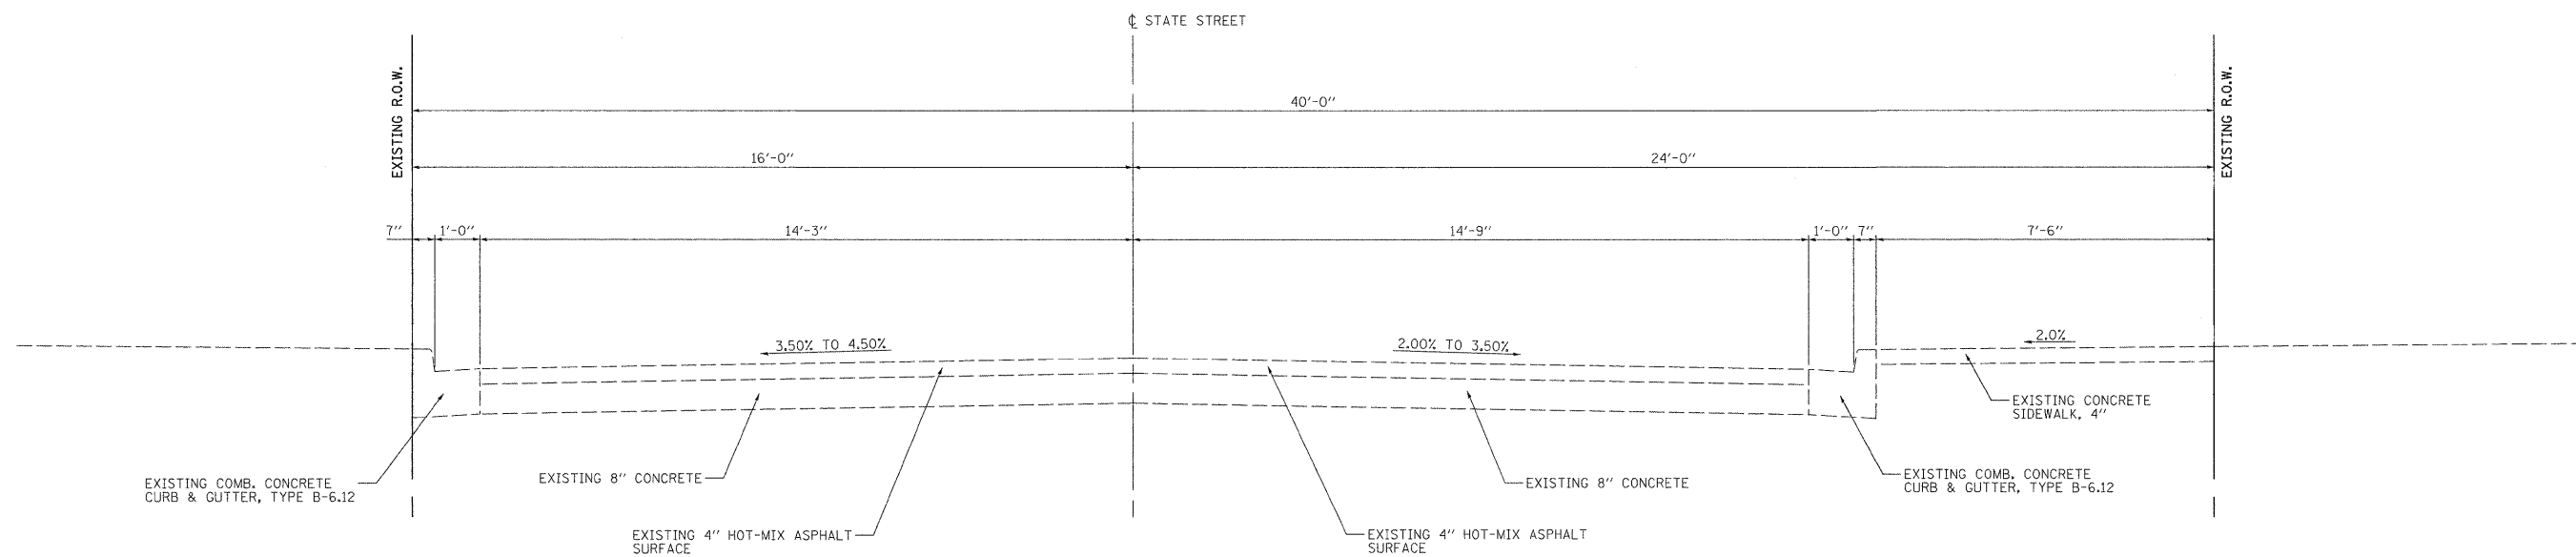 ℄ STATE STREET
EXISTING R.O.W.
EXISTING R.O.W.
40'-0"
16'-0"
24'-0"
7"
1'-0"
14'-3"
14'-9"
1'-0"
7"
7'-6"
3.50% TO 4.50%
2.00% TO 3.50%
2.0%
EXISTING COMB. CONCRETE
CURB & GUTTER, TYPE B-6.12
EXISTING 8" CONCRETE
EXISTING 4" HOT-MIX ASPHALT
SURFACE
EXISTING 4" HOT-MIX ASPHALT
SURFACE
EXISTING 8" CONCRETE
EXISTING COMB. CONCRETE
CURB & GUTTER, TYPE B-6.12
EXISTING CONCRETE
SIDEWALK, 4"